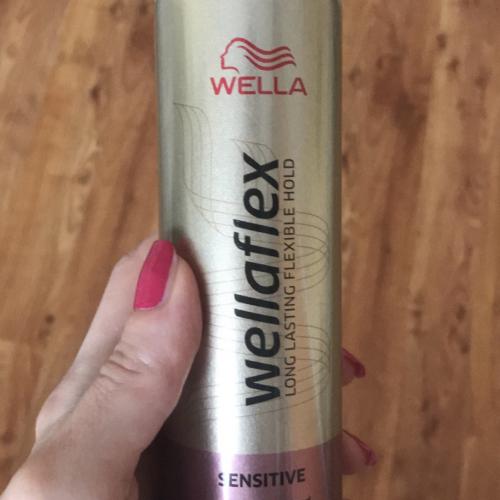 WELLA
wellaflex
LONG LASTING FLEXIBLE HOLD
SENSITIVE